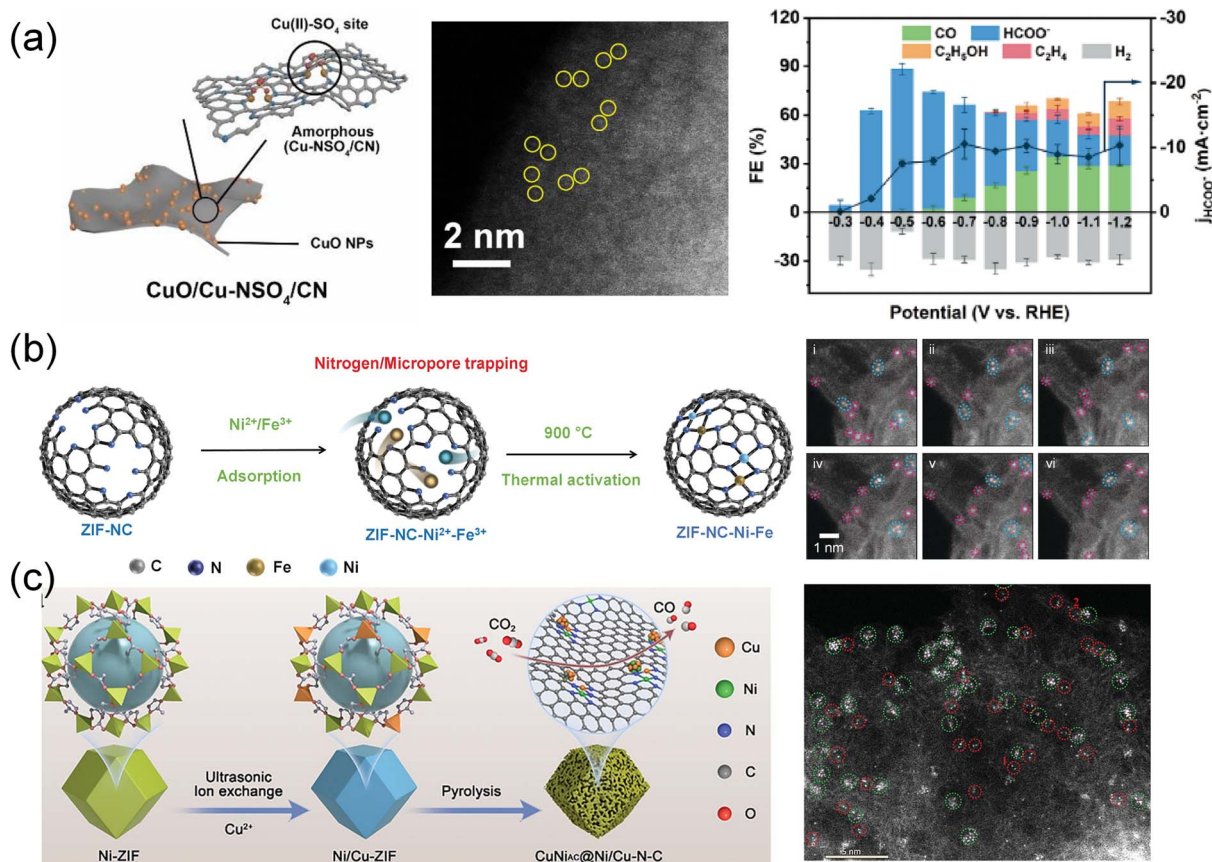 (a)
Cu(II)-SO₄ site
Amorphous
(Cu-NSO₄/CN)
CuO NPs
CuO/Cu-NSO₄/CN
2 nm
CO
HCOO⁻
C₂H₅OH
C₂H₄
H₂
120
90
60
30
0
-30
FE (%)
-0.3
-0.4
-0.5
-0.6
-0.7
-0.8
-0.9
-1.0
-1.1
-1.2
-30
-20
-10
0
j_HCOO⁻ (mA·cm⁻²)
Potential (V vs. RHE)
(b)
Nitrogen/Micropore trapping
Ni²⁺/Fe³⁺
Adsorption
900 °C
Thermal activation
ZIF-NC
ZIF-NC-Ni²⁺-Fe³⁺
ZIF-NC-Ni-Fe
C
N
Fe
Ni
i
ii
iii
iv
v
vi
1 nm
(c)
CO₂
CO
Cu
Ni
N
C
O
Ultrasonic
Ion exchange
Cu²⁺
Pyrolysis
Ni-ZIF
Ni/Cu-ZIF
CuNi_AC@Ni/Cu-N-C
5 nm